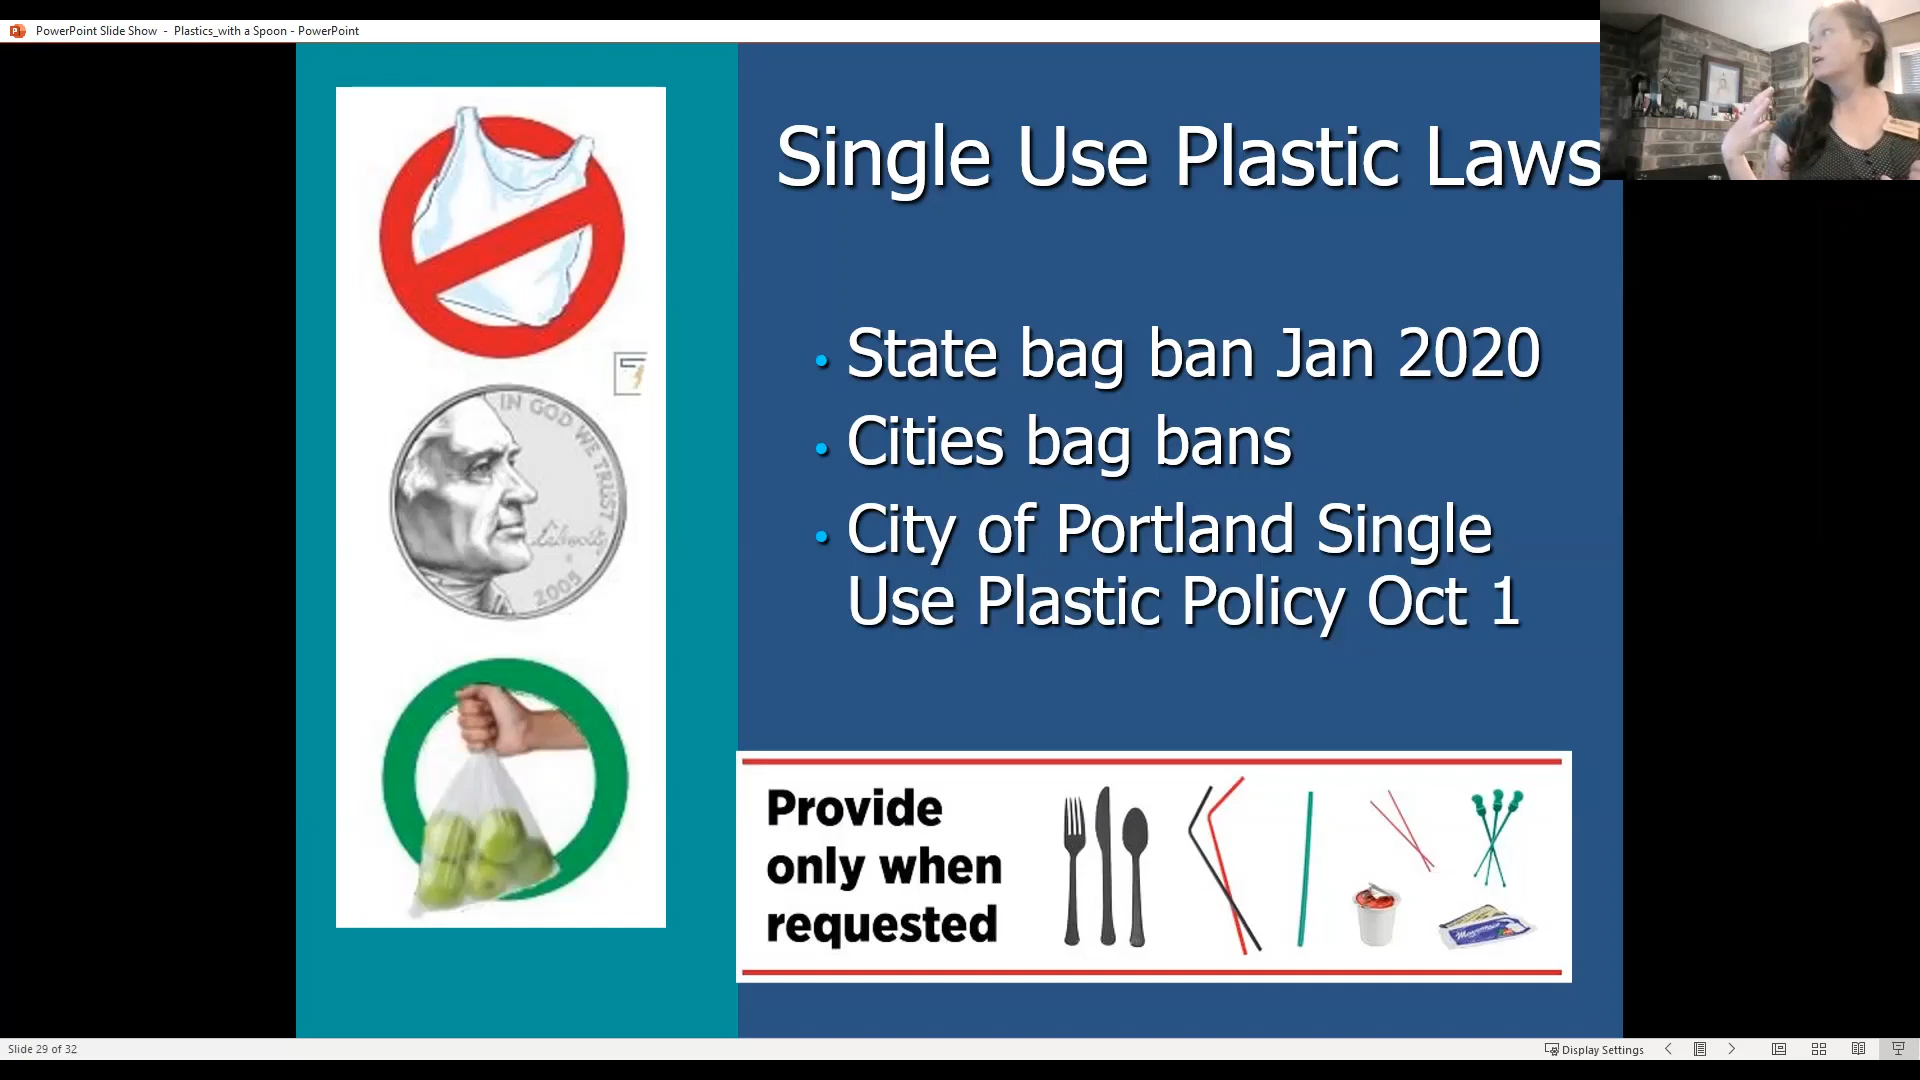 PowerPoint Slide Show - Plastics_with a Spoon - PowerPoint
Single Use Plastic Laws
IN GOD WE TRUST
Liberty
2005
• State bag ban Jan 2020
• Cities bag bans
• City of Portland Single
Use Plastic Policy Oct 1
Provide
only when
requested
Slide 29 of 32
Display Settings